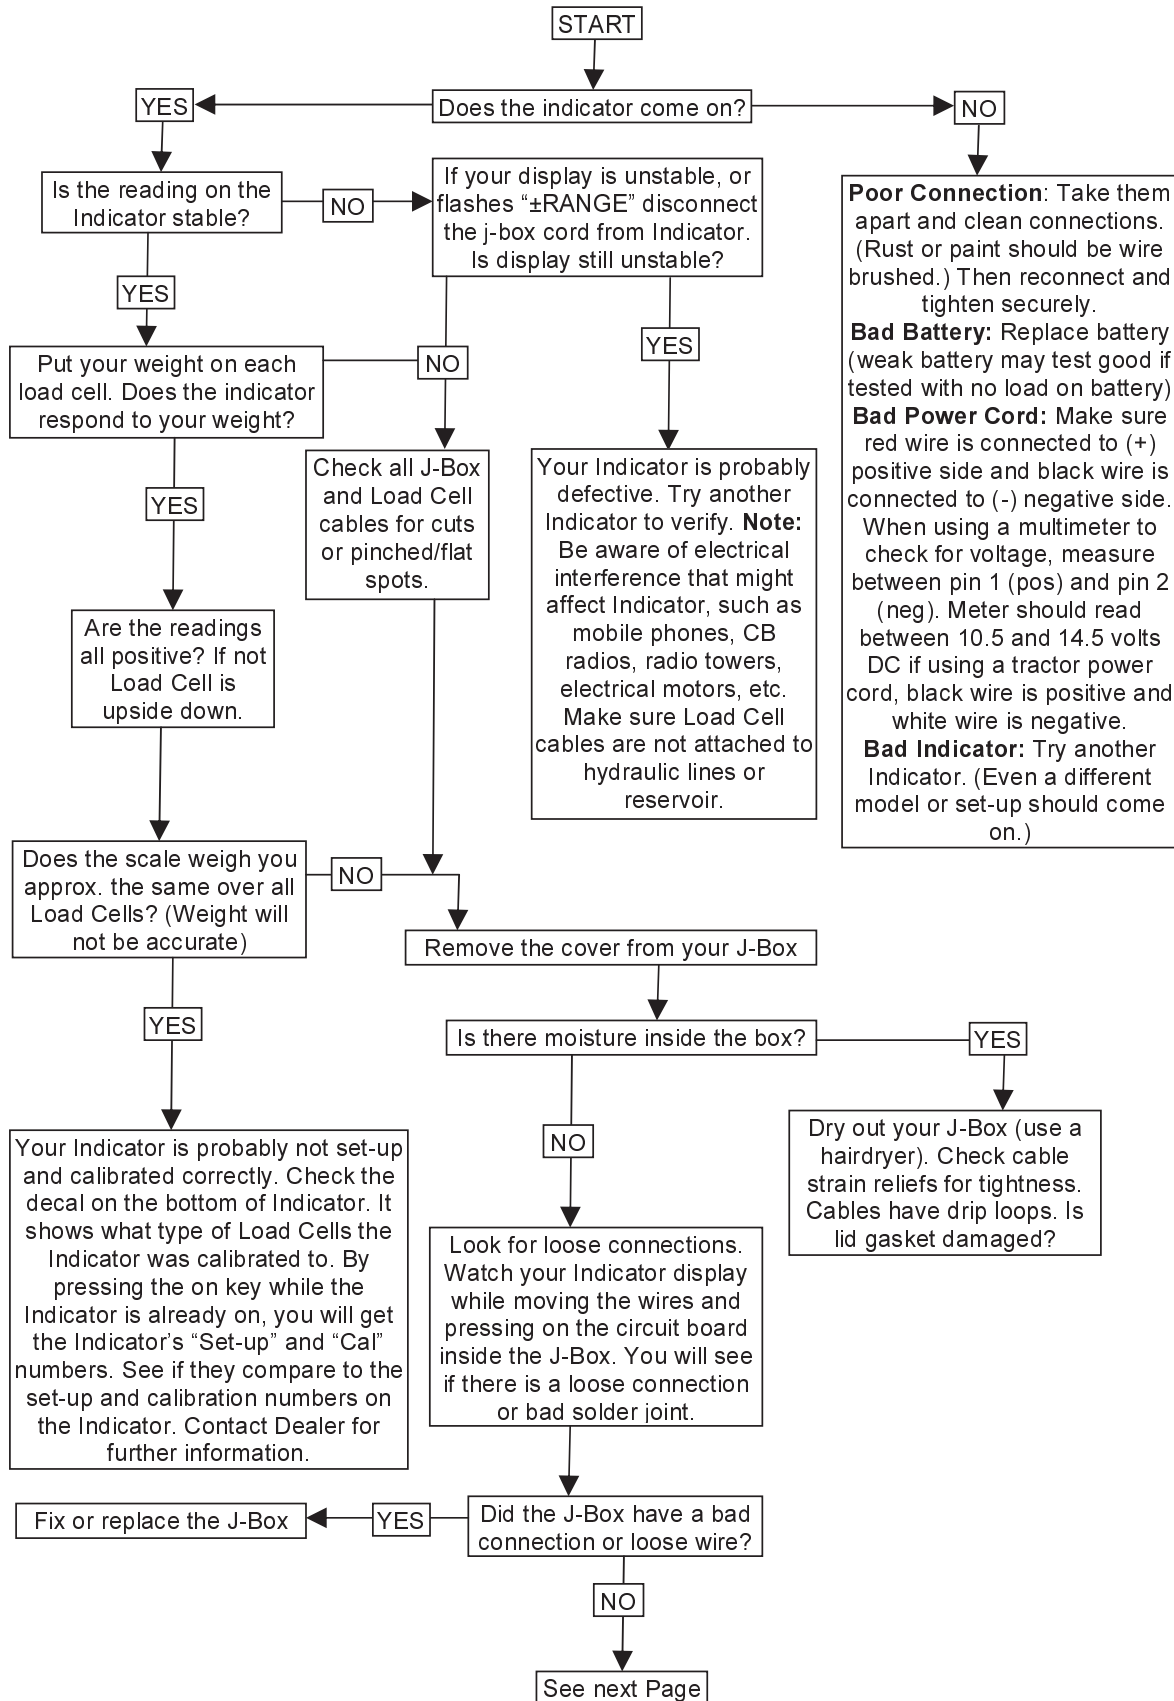 START
Does the indicator come on?
YES
NO
Is the reading on the
Indicator stable?
NO
If your display is unstable, or
flashes “±RANGE” disconnect
the j-box cord from Indicator.
Is display still unstable?
Poor Connection: Take them
apart and clean connections.
(Rust or paint should be wire
brushed.) Then reconnect and
tighten securely.
Bad Battery: Replace battery
(weak battery may test good if
tested with no load on battery)
Bad Power Cord: Make sure
red wire is connected to (+)
positive side and black wire is
connected to (-) negative side.
When using a multimeter to
check for voltage, measure
between pin 1 (pos) and pin 2
(neg). Meter should read
between 10.5 and 14.5 volts
DC if using a tractor power
cord, black wire is positive and
white wire is negative.
Bad Indicator: Try another
Indicator. (Even a different
model or set-up should come
on.)
YES
NO
YES
Put your weight on each
load cell. Does the indicator
respond to your weight?
Check all J-Box
and Load Cell
cables for cuts
or pinched/flat
spots.
Your Indicator is probably
defective. Try another
Indicator to verify. Note:
Be aware of electrical
interference that might
affect Indicator, such as
mobile phones, CB
radios, radio towers,
electrical motors, etc.
Make sure Load Cell
cables are not attached to
hydraulic lines or
reservoir.
YES
Are the readings
all positive? If not
Load Cell is
upside down.
Does the scale weigh you
approx. the same over all
Load Cells? (Weight will
not be accurate)
NO
Remove the cover from your J-Box
YES
Is there moisture inside the box?
YES
NO
Dry out your J-Box (use a
hairdryer). Check cable
strain reliefs for tightness.
Cables have drip loops. Is
lid gasket damaged?
Your Indicator is probably not set-up
and calibrated correctly. Check the
decal on the bottom of Indicator. It
shows what type of Load Cells the
Indicator was calibrated to. By
pressing the on key while the
Indicator is already on, you will get
the Indicator’s “Set-up” and “Cal”
numbers. See if they compare to the
set-up and calibration numbers on
the Indicator. Contact Dealer for
further information.
Look for loose connections.
Watch your Indicator display
while moving the wires and
pressing on the circuit board
inside the J-Box. You will see
if there is a loose connection
or bad solder joint.
Did the J-Box have a bad
connection or loose wire?
YES
Fix or replace the J-Box
NO
See next Page